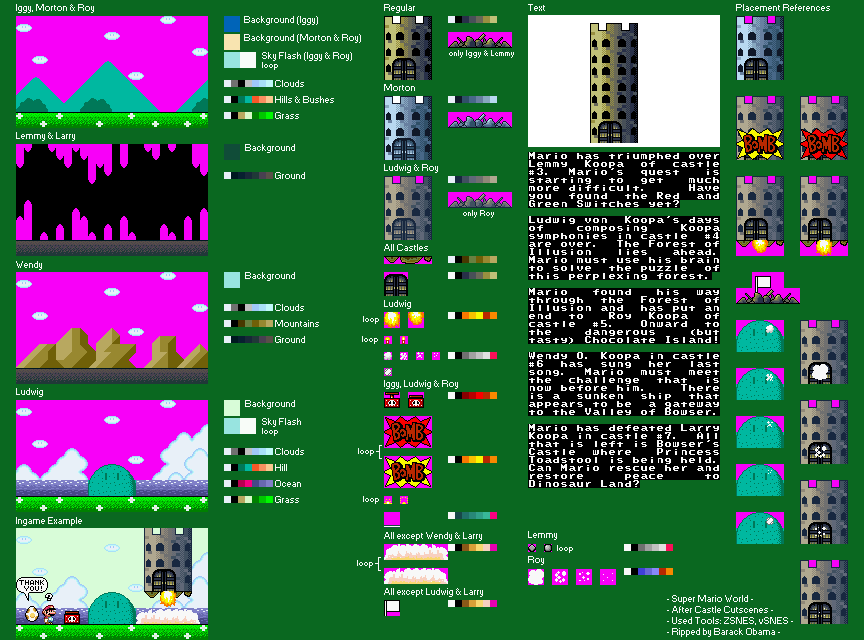 Iggy, Morton & Roy
Background (Iggy)
Background (Morton & Roy)
Sky Flash (Iggy & Roy)
loop
Clouds
Hills & Bushes
Grass
Lemmy & Larry
Background
Ground
Wendy
Background
Clouds
Mountains
Ground
Ludwig
Background
Sky Flash
loop
Clouds
Hill
Ocean
Grass
Ingame Example
THANK
YOU!
?
Regular
only Iggy & Lemmy
Morton
Ludwig & Roy
only Roy
All Castles
Ludwig
loop
loop
Iggy, Ludwig & Roy
BOMB
loop
BOMB
loop
All except Wendy & Larry
loop
All except Ludwig & Larry
Text
Mario has triumphed over
Lemmy Koopa of castle
#3. Mario's quest is
starting to get much
more difficult. Have
you found the Red and
Green Switches yet?
Ludwig von Koopa's days
of composing Koopa
symphonies in castle #4
are over. The Forest of
Illusion lies ahead.
Mario must use his brain
to solve the puzzle of
this perplexing forest.
Mario found his way
through the Forest of
Illusion and has put an
end to Roy Koopa of
castle #5. Onward to
the dangerous (but
tasty) Chocolate Island!
Wendy O. Koopa in castle
#6 has sung her last
song. Mario must meet
the challenge that is
now before him. There
is a sunken ship that
appears to be a gateway
to the Valley of Bowser.
Mario has defeated Larry
Koopa in castle #7. All
that is left is Bowser's
Castle where Princess
Toadstool is being held.
Can Mario rescue her and
restore peace to
Dinosaur Land?
Lemmy
loop
Roy
Placement References
BOMB
BOMB
- Super Mario World -
- After Castle Cutscenes -
- Used Tools: ZSNES, vSNES -
- Ripped by Barack Obama -